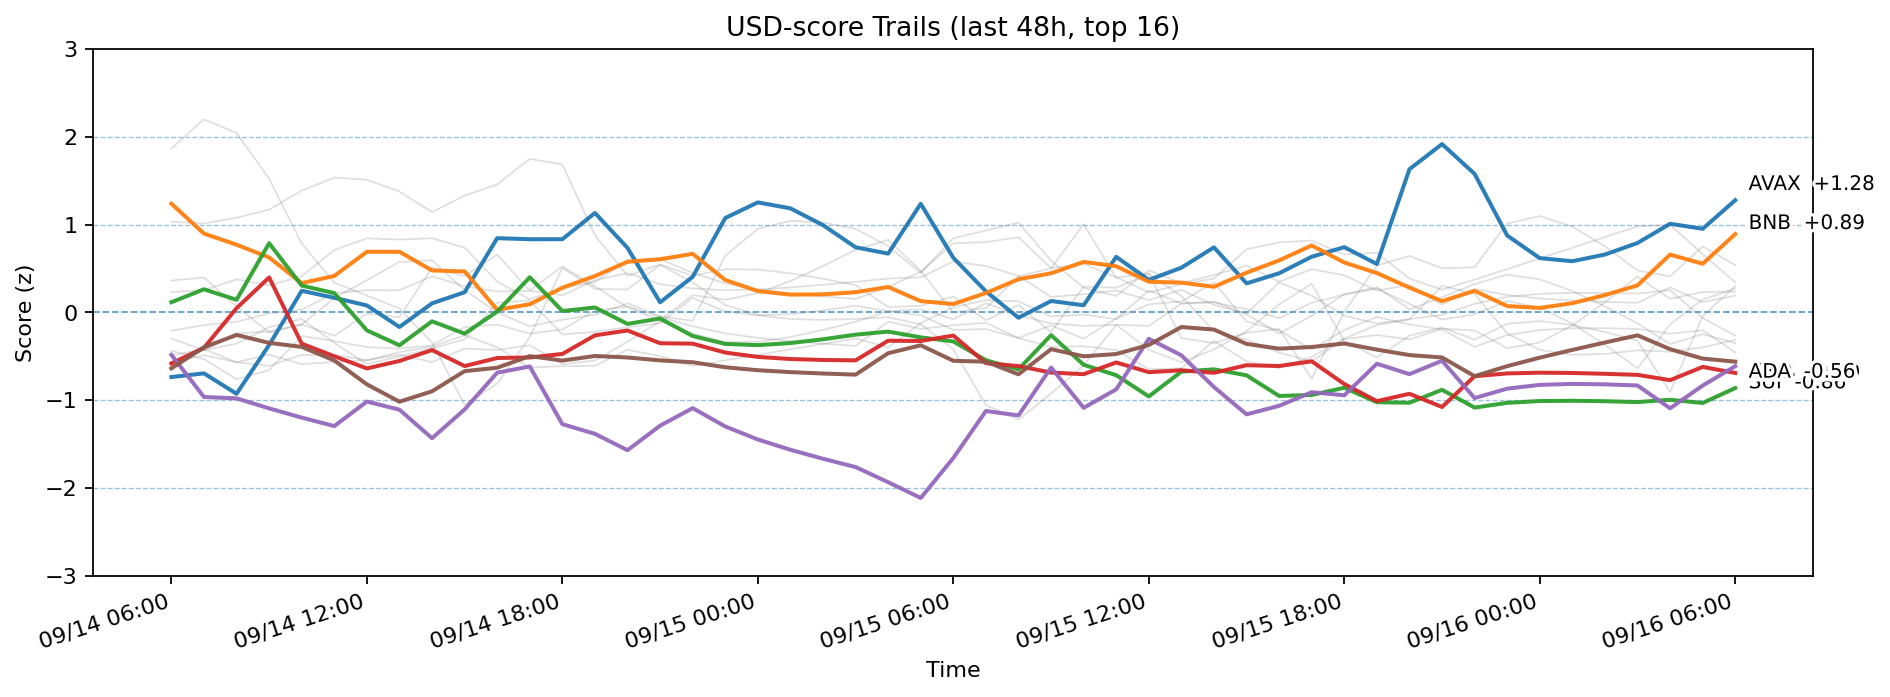 USD-score Trails (last 48h, top 16)
3
2
1
0
−1
−2
−3
Score (z)
AVAX +1.28
BNB +0.89
ADA -0.56
-0.86
09/14 06:00
09/14 12:00
09/14 18:00
09/15 00:00
09/15 06:00
09/15 12:00
09/15 18:00
09/16 00:00
09/16 06:00
Time